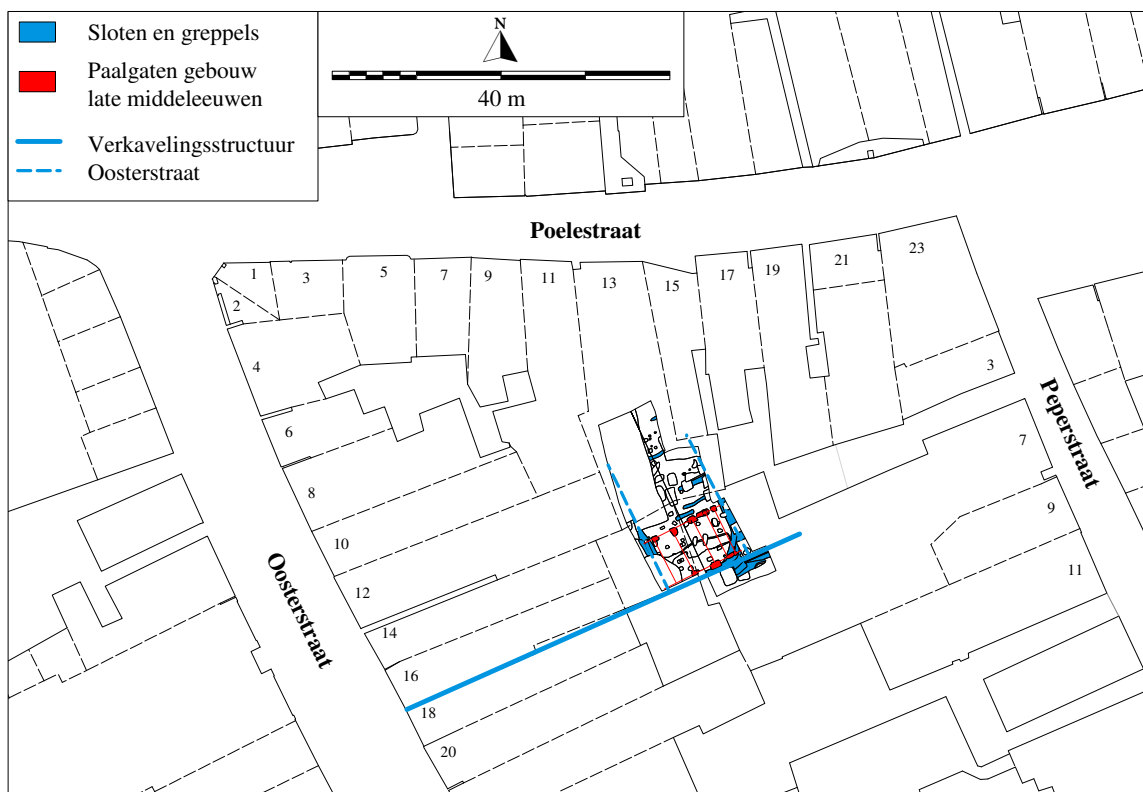 Sloten en greppels
Paalgaten gebouw
late middeleeuwen
Verkavelingsstructuur
Oosterstraat
N
40 m
Poelestraat
1
3
5
7
9
11
13
15
17
19
21
23
2
4
6
8
10
12
14
16
18
20
3
7
9
11
Oosterstraat
Peperstraat